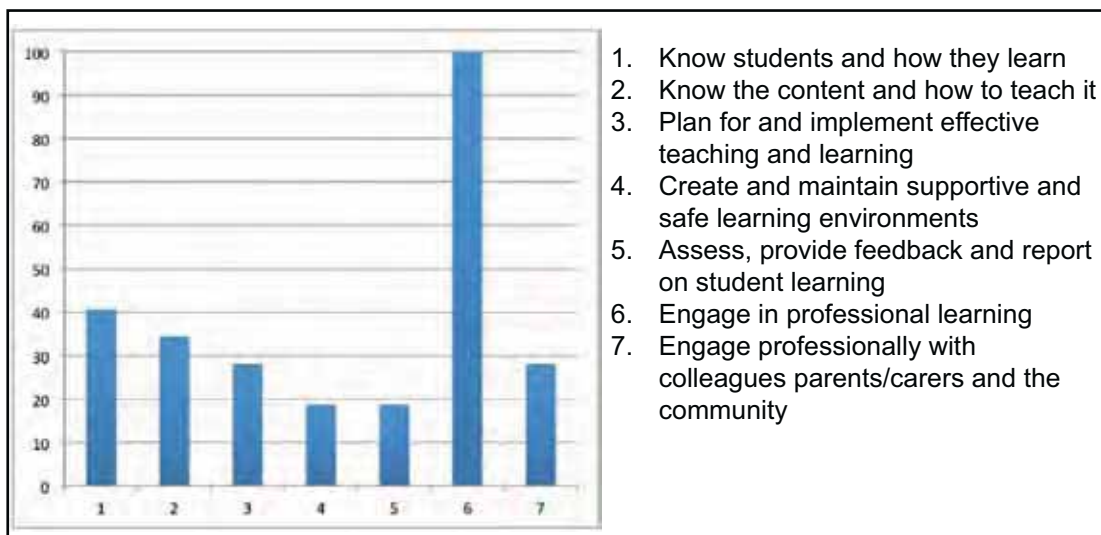 100
90
80
70
60
50
40
30
20
10
0
1 2 3 4 5 6 7
1. Know students and how they learn
2. Know the content and how to teach it
3. Plan for and implement effective
teaching and learning
4. Create and maintain supportive and
safe learning environments
5. Assess, provide feedback and report
on student learning
6. Engage in professional learning
7. Engage professionally with
colleagues parents/carers and the
community